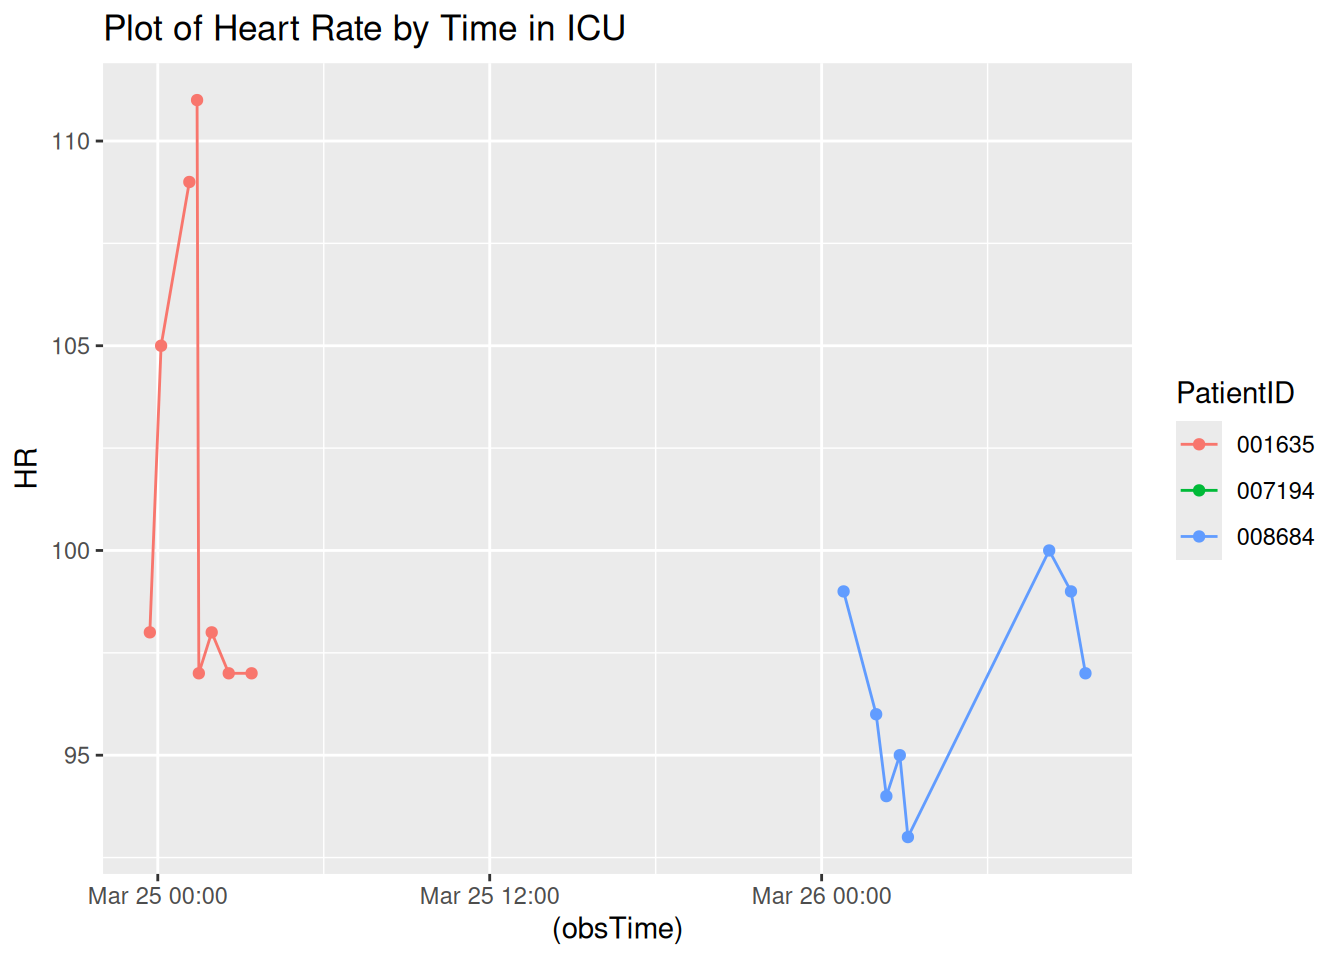 Plot of Heart Rate by Time in ICU
110
105
100
95
HR
Mar 25 00:00
Mar 25 12:00
Mar 26 00:00
(obsTime)
PatientID
001635
007194
008684